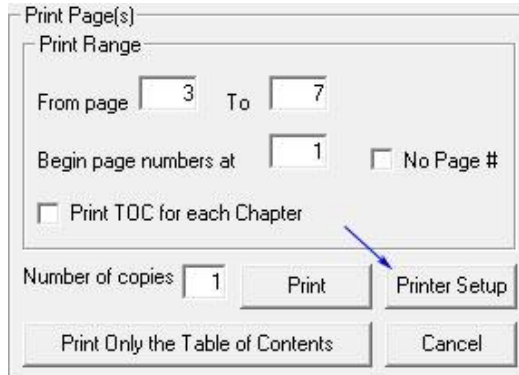 Print Page(s)
Print Range
From page 3 To 7
Begin page numbers at 1 No Page #
Print TOC for each Chapter
Number of copies 1 Print Printer Setup
Print Only the Table of Contents Cancel